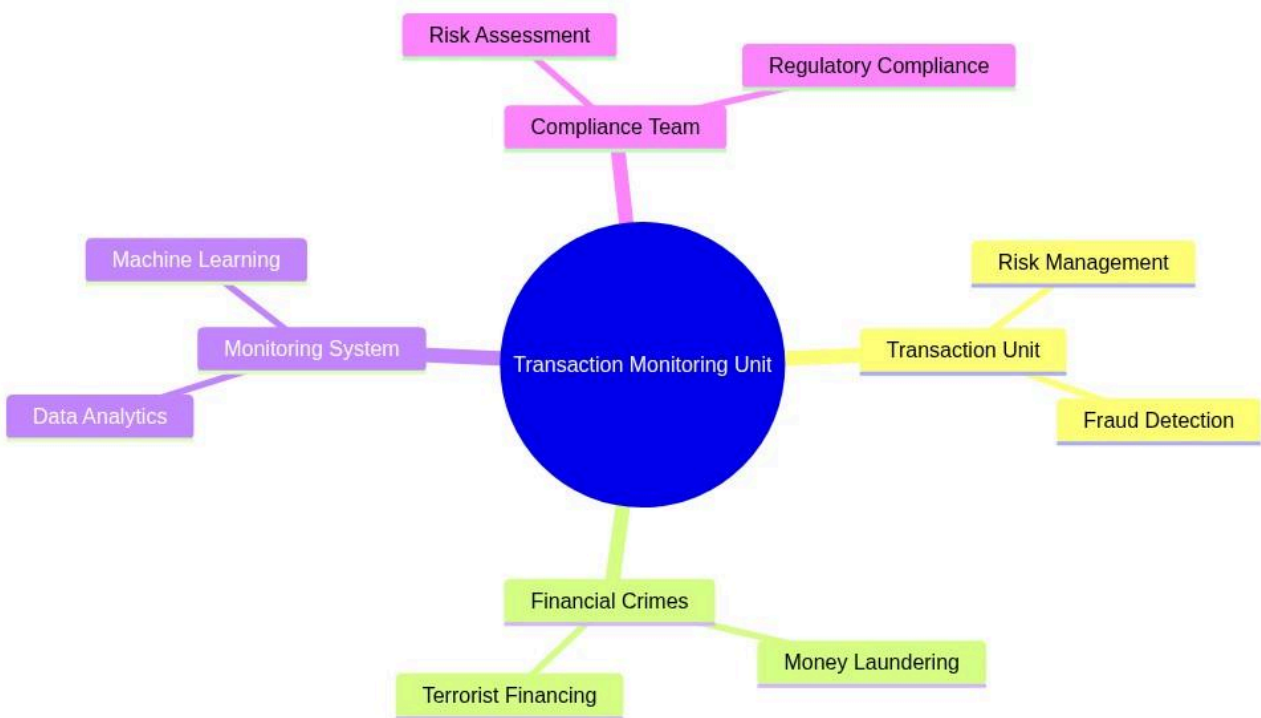 Risk Assessment
Regulatory Compliance
Compliance Team
Machine Learning
Risk Management
Monitoring System
Transaction Unit
Transaction Monitoring Unit
Data Analytics
Fraud Detection
Financial Crimes
Money Laundering
Terrorist Financing